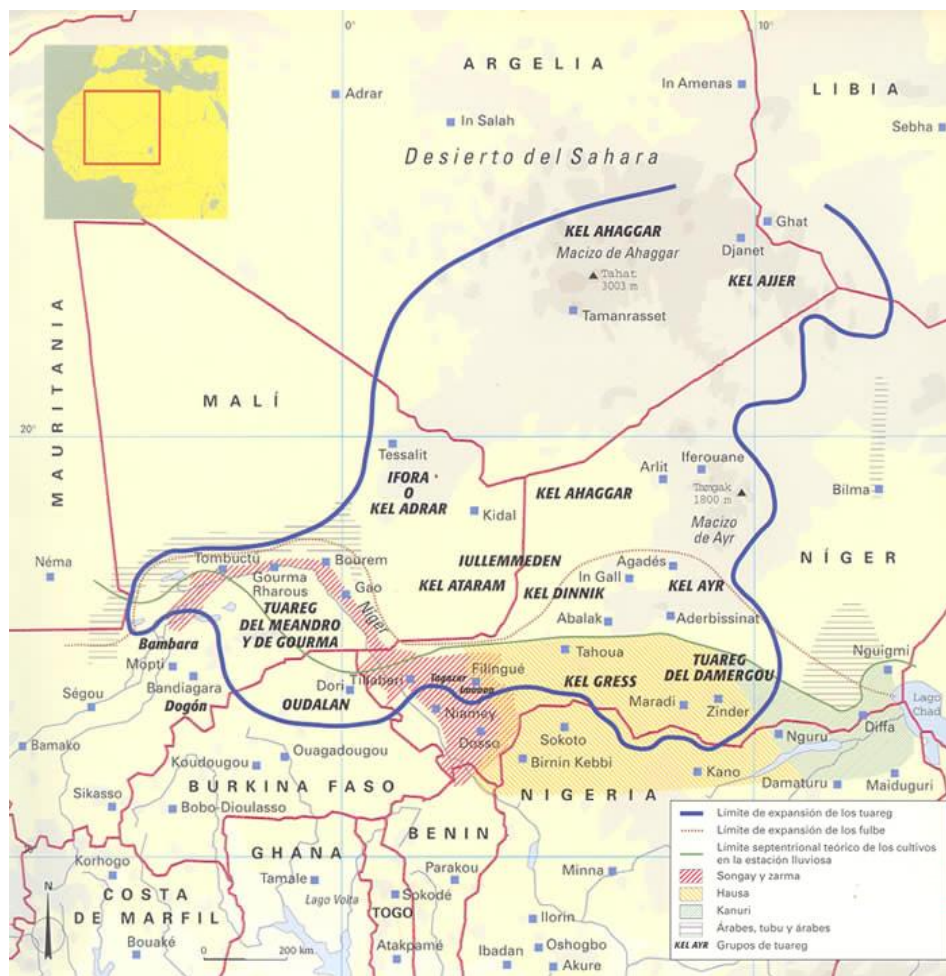 0°
10°
ARGELIA
In Amenas
LIBIA
Adrar
In Salah
Sebha
Desierto del Sahara
KEL AHAGGAR
Macizo de Ahaggar
Tahat
3003 m
Ghat
Djanet
KEL AJJER
Tamanrasset
MAURITANIA
MALÍ
20°
Tessalit
IFORA
O
KEL ADRAR
Kidal
KEL AHAGGAR
Arlit
Iferouane
1800 m
Macizo
de Ayr
Bilma
NÍGER
Néma
Tombuctú
Gourma
Rharous
Bourem
Gao
Níger
IULLEMMEDEN
KEL ATARAM
KEL DINNIK
In Gall
Agadés
KEL AYR
Abalak
Aderbissinat
TUAREG
DEL MEANDRO
Y DE GOURMA
Bambara
Mopti
Bandiagara
Dogón
Ségou
Bamako
Sikasso
Dori
OUDALAN
Tillaberi
Filingué
Niamey
Dosso
Tahoua
KEL GRESS
TUAREG
DEL DAMERGOU
Maradi
Zinder
Nguigmi
Lago
Chad
Diffa
Nguru
Sokoto
Birnin Kebbi
Kano
Damaturu
Maiduguri
NIGERIA
Ouagadougou
Koudougou
BURKINA FASO
Bobo-Dioulasso
BENIN
GHANA
Tamale
Lago Volta
Parakou
Sokodé
TOGO
Atakpamé
Minna
Ilorin
Oshogbo
Ibadan
Akure
Korhogo
COSTA
DE MARFIL
Bouaké
N
0
200 km
Límite de expansión de los tuareg
Límite de expansión de los fulbe
Límite septentrional teórico de los cultivos
en la estación lluviosa
Songay y zarma
Hausa
Kanuri
Árabes, tubu y árabes
KEL AYR
Grupos de tuareg